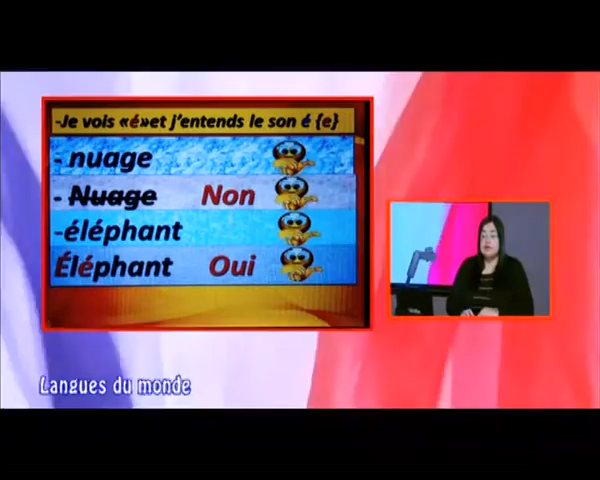 -Je vois «é»et j'entends le son é {e}
- nuage
- Nuage Non
-éléphant
Éléphant Oui
Langues du monde